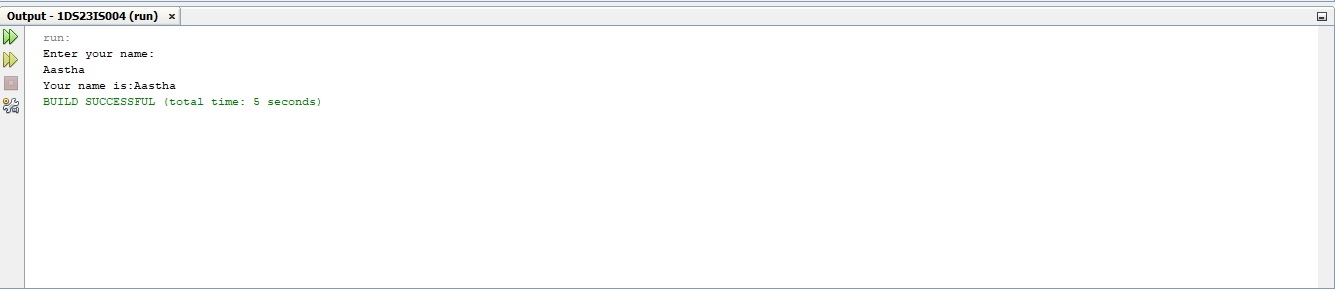 Output - 1DS23IS004 (run)
run:
Enter your name:
Aastha
Your name is:Aastha
BUILD SUCCESSFUL (total time: 5 seconds)